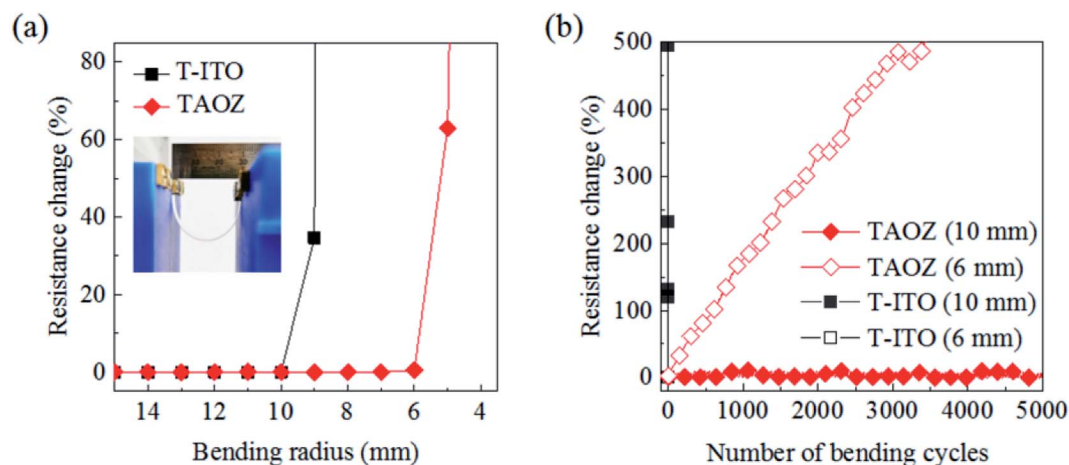 (a)
Resistance change (%)
80
60
40
20
0
T-ITO
TAOZ
14 12 10 8 6 4
Bending radius (mm)
(b)
Resistance change (%)
500
400
300
200
100
0
TAOZ (10 mm)
TAOZ (6 mm)
T-ITO (10 mm)
T-ITO (6 mm)
0 1000 2000 3000 4000 5000
Number of bending cycles